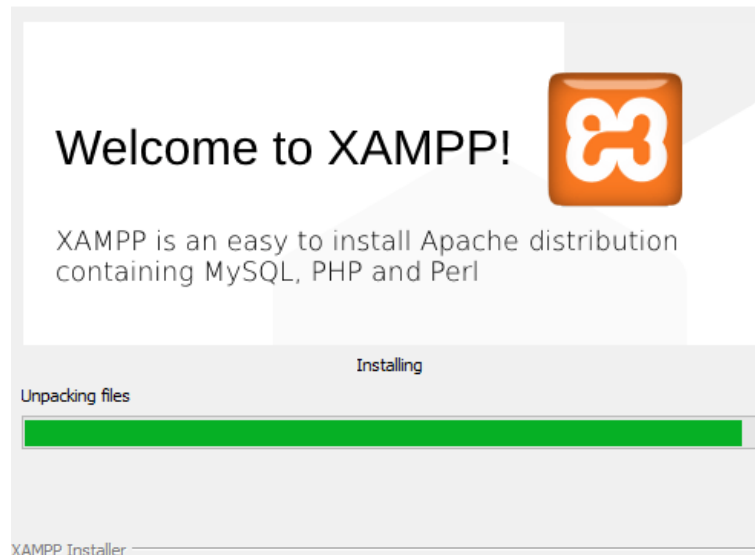 Welcome to XAMPP!
XAMPP is an easy to install Apache distribution
containing MySQL, PHP and Perl
Installing
Unpacking files
XAMPP Installer